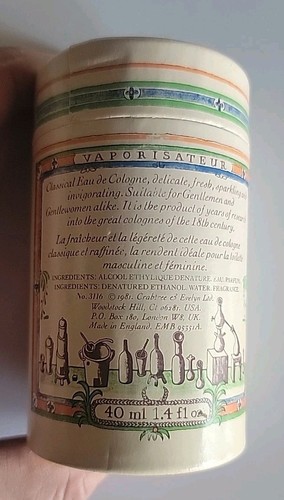 VAPORISATEUR
Classical Eau de Cologne, delicate, fresh, sparkling and
invigorating. Suitable for Gentlemen and
Gentlewomen alike. It is the product of years of research
into the great colognes of the 18th century.
La fraîcheur et la légèreté de cette eau de cologne
classique et raffinée, la rendent idéale pour la toilette
masculine et féminine.
INGREDIENTS: ALCOOL ETHYLIQUE DENATURE. EAU. PARFUM.
INGREDIENTS: DENATURED ETHANOL. WATER. FRAGRANCE.
No. 3116 © 1981. Crabtree & Evelyn Ltd.
Woodstock Hill, Ct 06281. USA.
P.O. Box 180, London W8. UK.
Made in England. EMB 95351A.
40 ml 1.4 fl oz